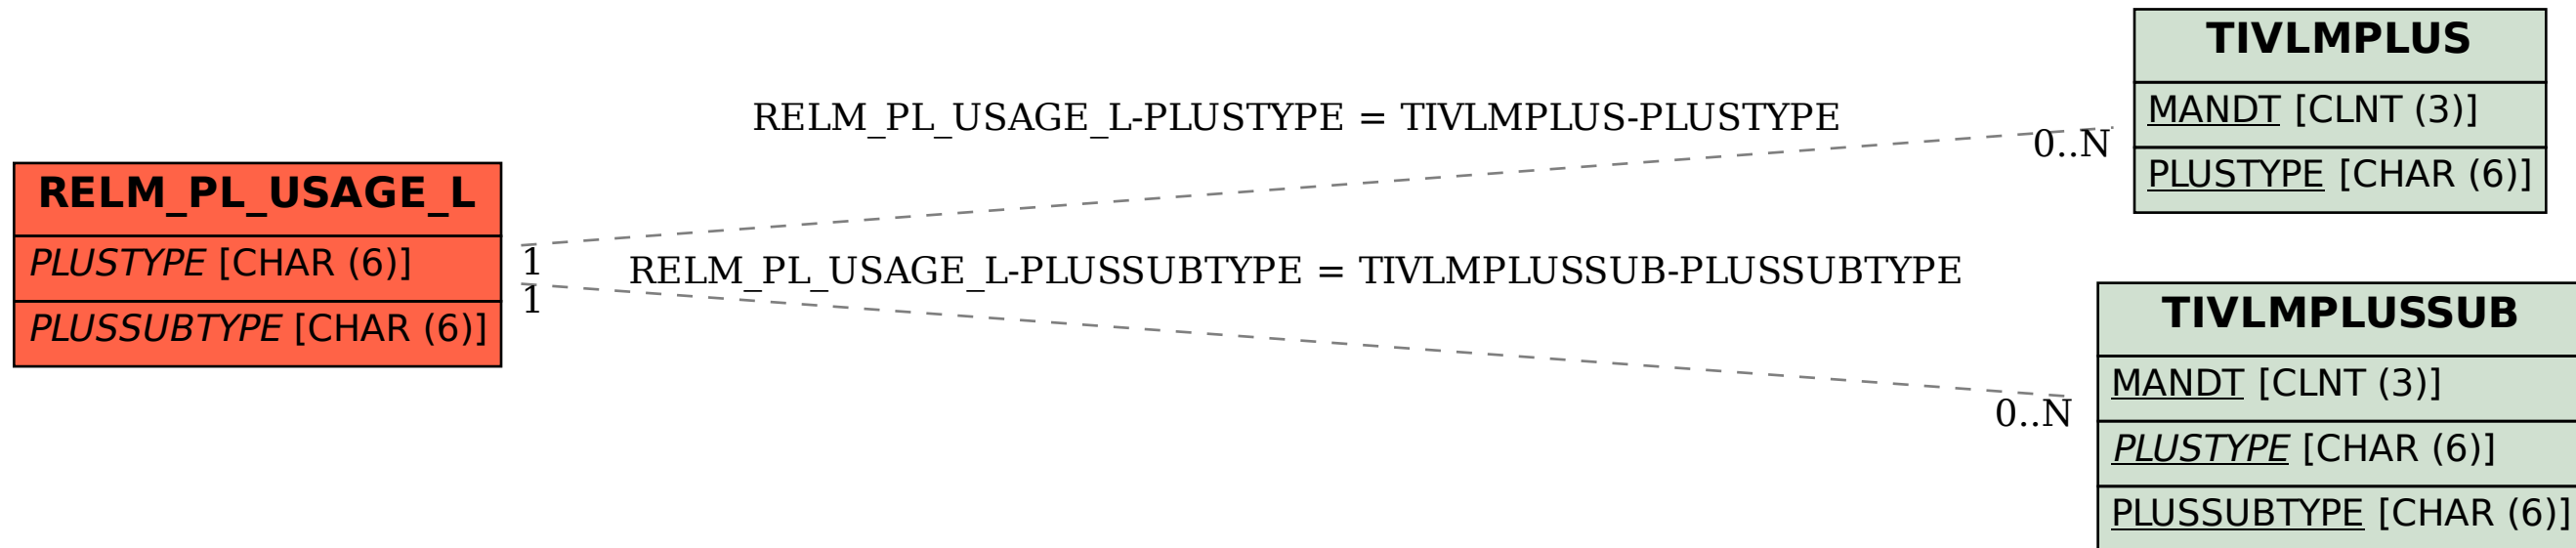 RELM_PL_USAGE_L
PLUSTYPE [CHAR (6)]
PLUSSUBTYPE [CHAR (6)]
RELM_PL_USAGE_L-PLUSTYPE = TIVLMPLUS-PLUSTYPE
1
0..N
RELM_PL_USAGE_L-PLUSSUBTYPE = TIVLMPLUSSUB-PLUSSUBTYPE
1
0..N
TIVLMPLUS
MANDT [CLNT (3)]
PLUSTYPE [CHAR (6)]
TIVLMPLUSSUB
MANDT [CLNT (3)]
PLUSTYPE [CHAR (6)]
PLUSSUBTYPE [CHAR (6)]